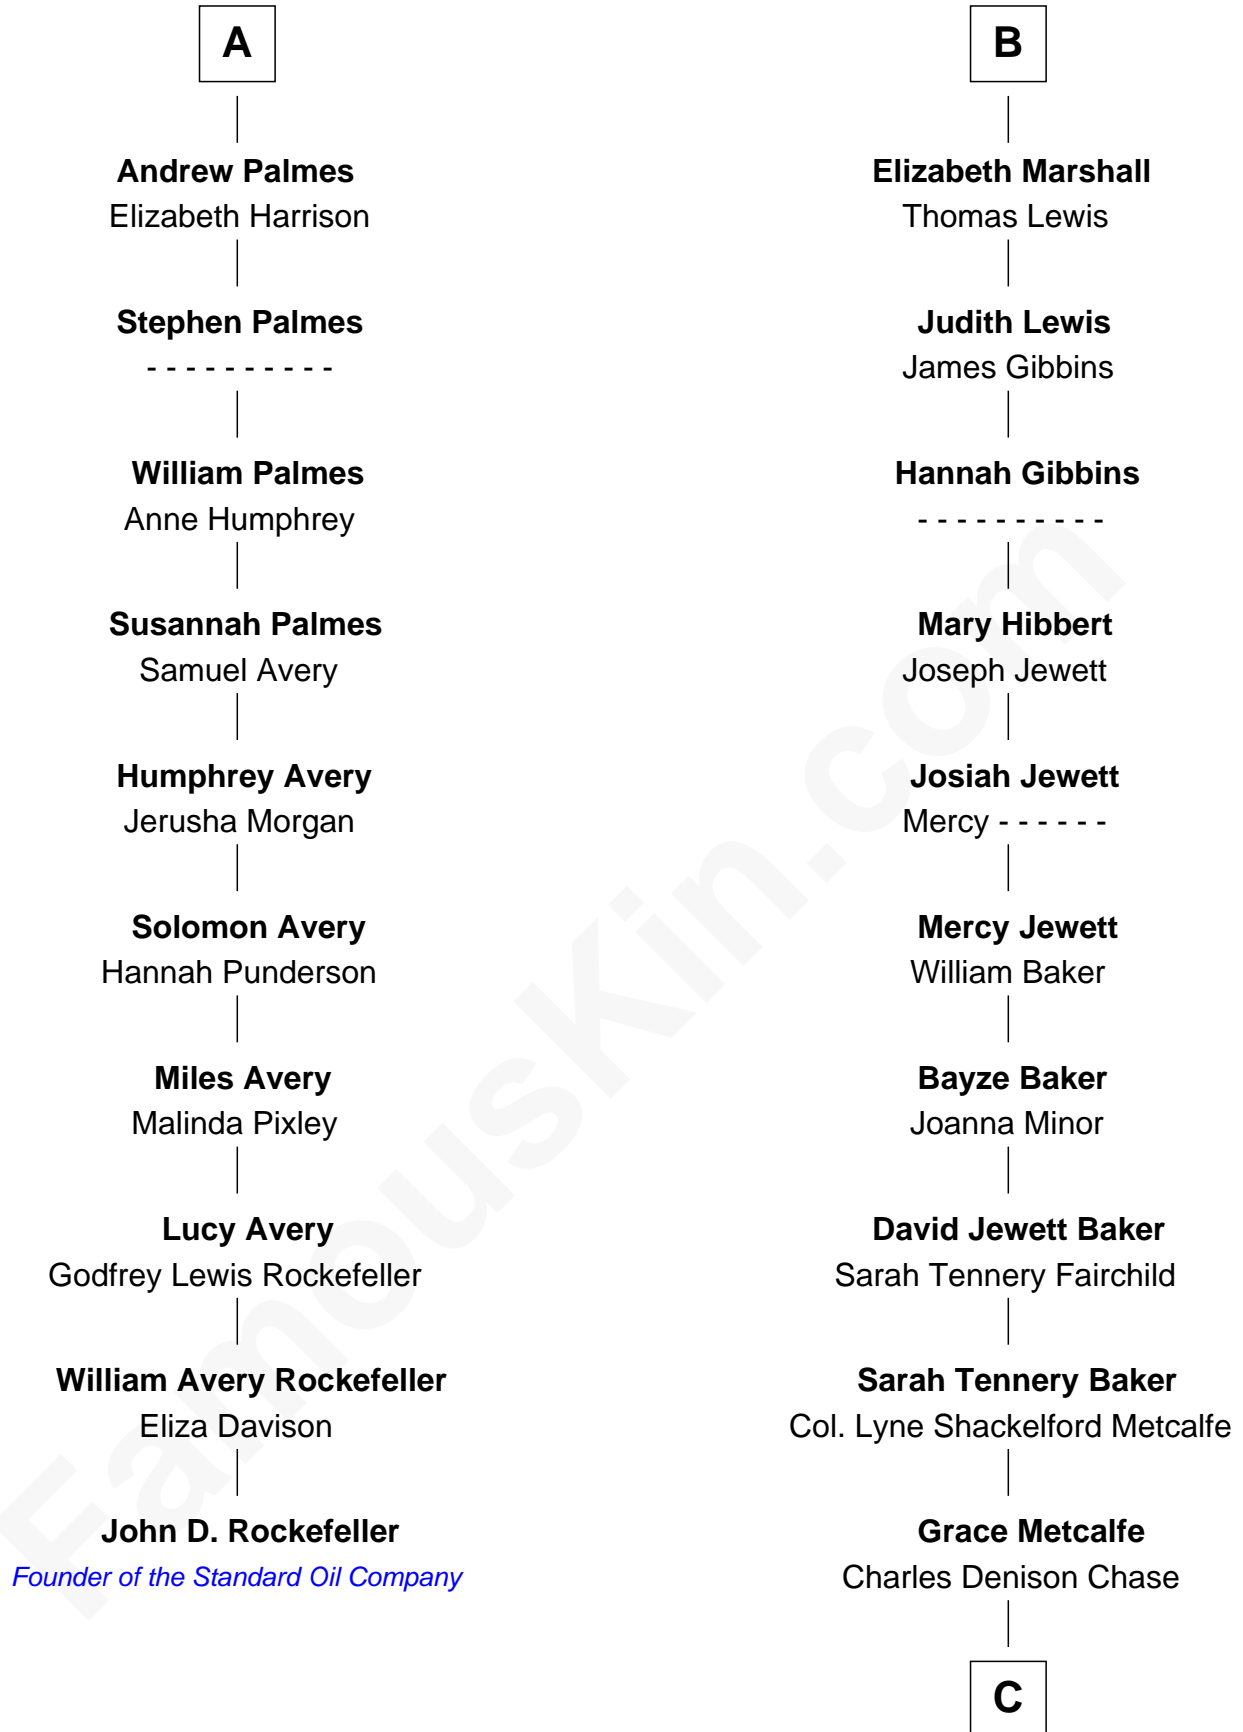 A
Andrew Palmes
Elizabeth Harrison
Stephen Palmes
- - - - - - - - - -
William Palmes
Anne Humphrey
Susannah Palmes
Samuel Avery
Humphrey Avery
Jerusha Morgan
Solomon Avery
Hannah Punderson
Miles Avery
Malinda Pixley
Lucy Avery
Godfrey Lewis Rockefeller
William Avery Rockefeller
Eliza Davison
John D. Rockefeller
Founder of the Standard Oil Company
B
Elizabeth Marshall
Thomas Lewis
Judith Lewis
James Gibbins
Hannah Gibbins
- - - - - - - - - -
Mary Hibbert
Joseph Jewett
Josiah Jewett
Mercy - - - - - -
Mercy Jewett
William Baker
Bayze Baker
Joanna Minor
David Jewett Baker
Sarah Tennery Fairchild
Sarah Tennery Baker
Col. Lyne Shackelford Metcalfe
Grace Metcalfe
Charles Denison Chase
C
FamousKin.com